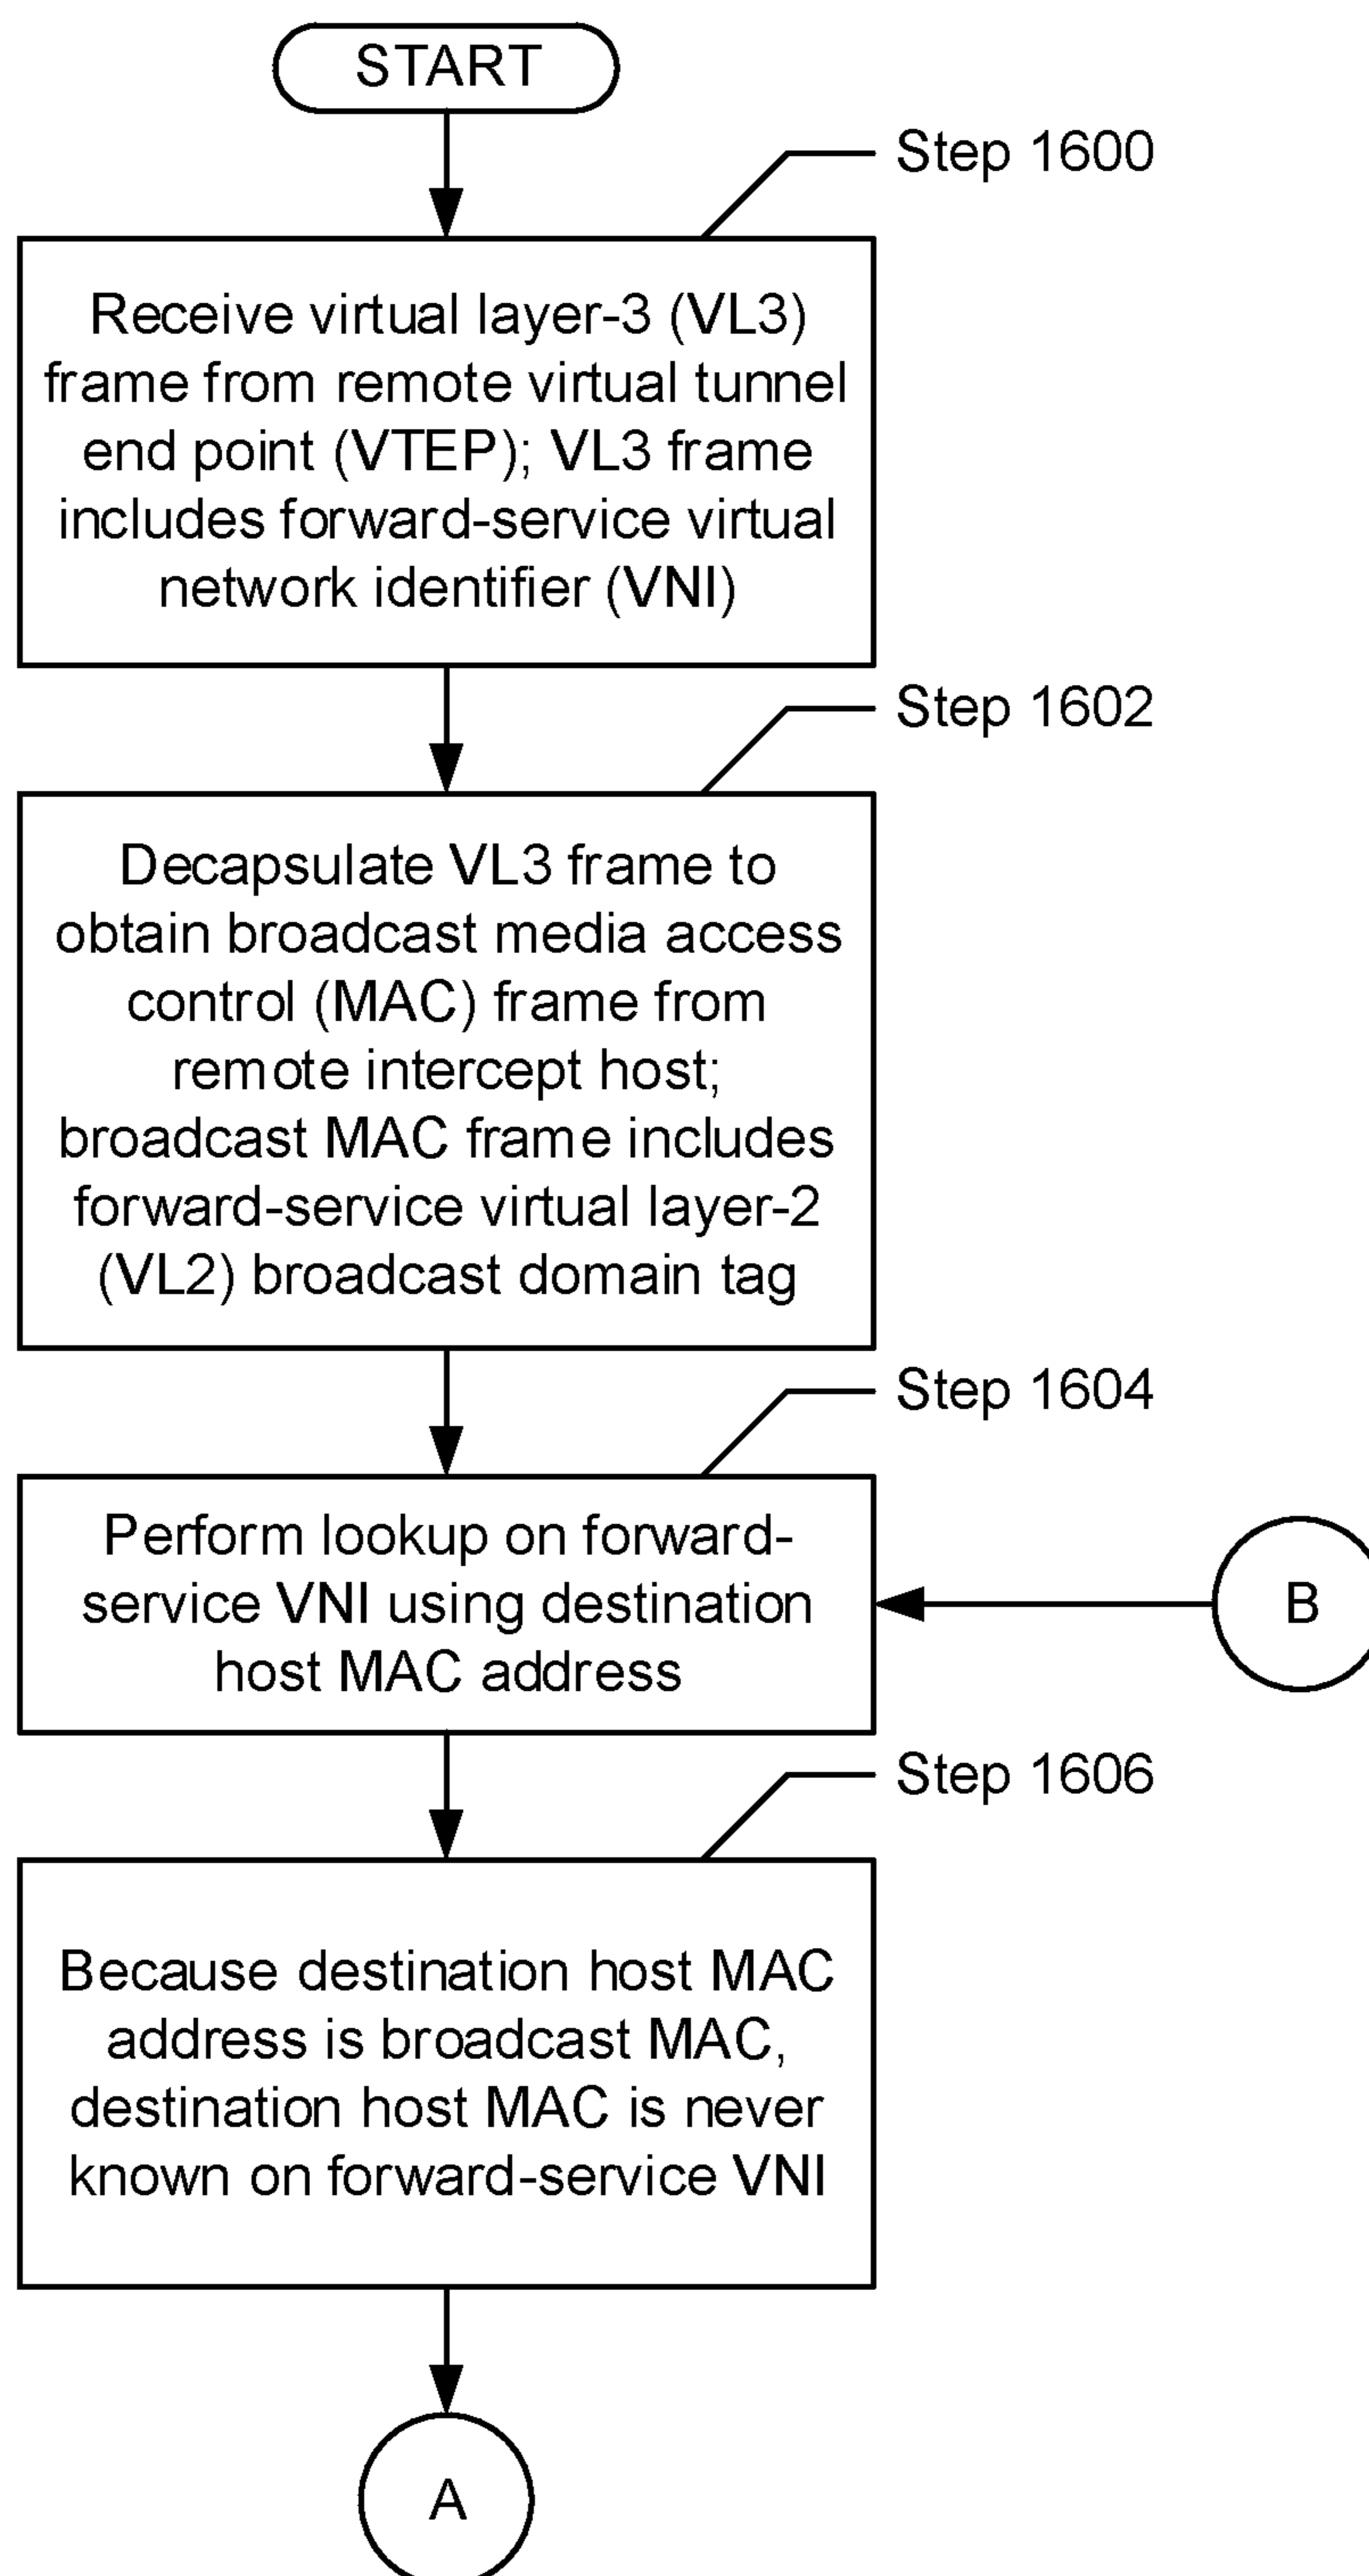 START
Step 1600
Receive virtual layer-3 (VL3)
frame from remote virtual tunnel
end point (VTEP); VL3 frame
includes forward-service virtual
network identifier (VNI)
Step 1602
Decapsulate VL3 frame to
obtain broadcast media access
control (MAC) frame from
remote intercept host;
broadcast MAC frame includes
forward-service virtual layer-2
(VL2) broadcast domain tag
Step 1604
Perform lookup on forward-
service VNI using destination
host MAC address
B
Step 1606
Because destination host MAC
address is broadcast MAC,
destination host MAC is never
known on forward-service VNI
A